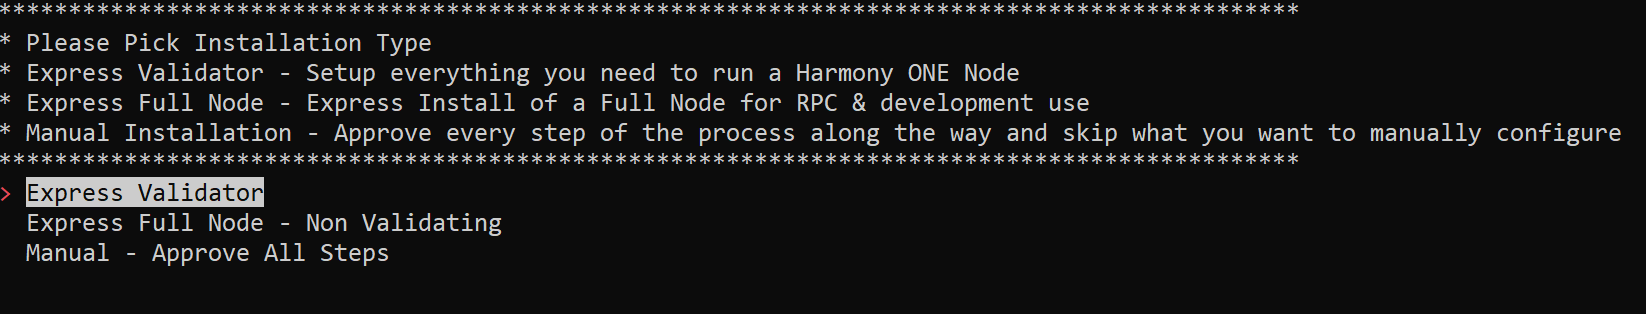 *********************************************************************************************
* Please Pick Installation Type
* Express Validator - Setup everything you need to run a Harmony ONE Node
* Express Full Node - Express Install of a Full Node for RPC & development use
* Manual Installation - Approve every step of the process along the way and skip what you want to manually configure
*********************************************************************************************
> Express Validator
Express Full Node - Non Validating
Manual - Approve All Steps